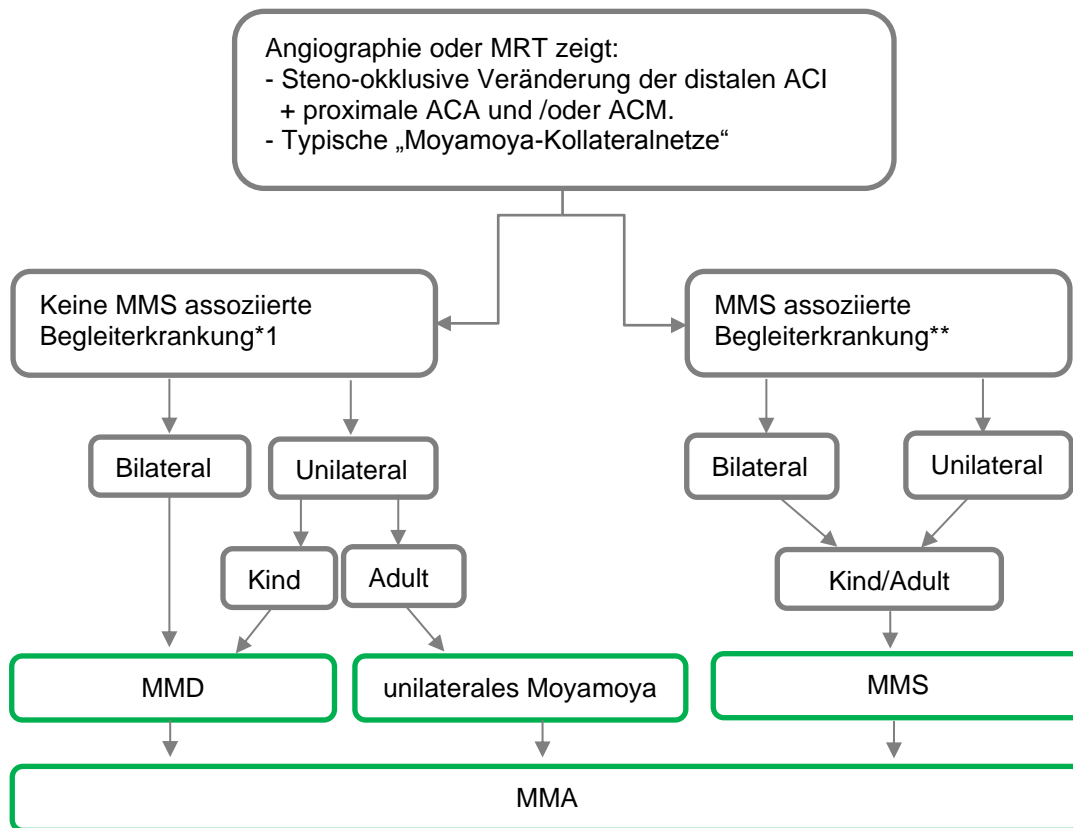 Angiographie oder MRT zeigt:
- Steno-okklusive Veränderung der distalen ACI
+ proximale ACA und /oder ACM.
- Typische „Moyamoya-Kollateralnetze“
Keine MMS assoziierte
Begleiterkrankung*1
MMS assoziierte
Begleiterkrankung**
Bilateral
Unilateral
Bilateral
Unilateral
Kind
Adult
Kind/Adult
MMD
unilaterales Moyamoya
MMS
MMA